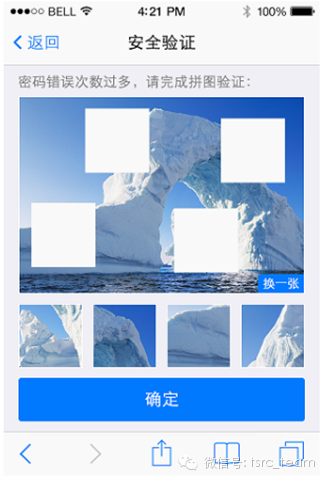 BELL 4:21 PM 100%
返回 安全验证
密码错误次数过多，请完成拼图验证：
换一张
确定
微信号: tsrc_team